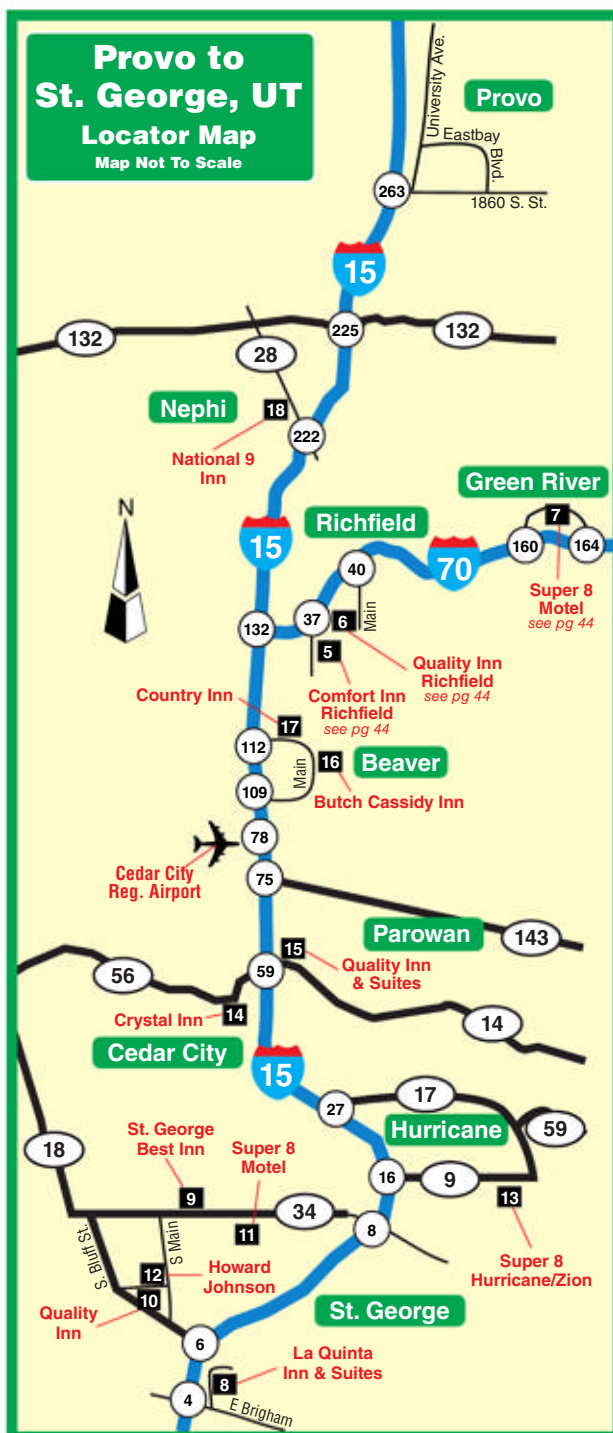 Provo to
St. George, UT
Locator Map
Map Not To Scale
University Ave.
Provo
Eastbay
Blvd.
263
1860 S. St.
15
132
225
132
28
Nephi
18
222
National 9
Inn
Green River
7
N
Richfield
15
160
164
70
40
Super 8
Motel
see pg 44
37
132
6
Main
5
Quality Inn
Richfield
see pg 44
Country Inn
Comfort Inn
Richfield
see pg 44
17
112
16
Beaver
Main
109
Butch Cassidy Inn
78
Cedar City
Reg. Airport
75
Parowan
143
15
59
Quality Inn
& Suites
56
14
Crystal Inn
14
Cedar City
15
27
17
Hurricane
59
18
St. George
Best Inn
Super 8
Motel
16
9
9
13
34
11
8
S. Bluff St.
S Main
12
Howard
Johnson
Super 8
Hurricane/Zion
10
Quality
Inn
St. George
6
La Quinta
Inn & Suites
8
4
E Brigham